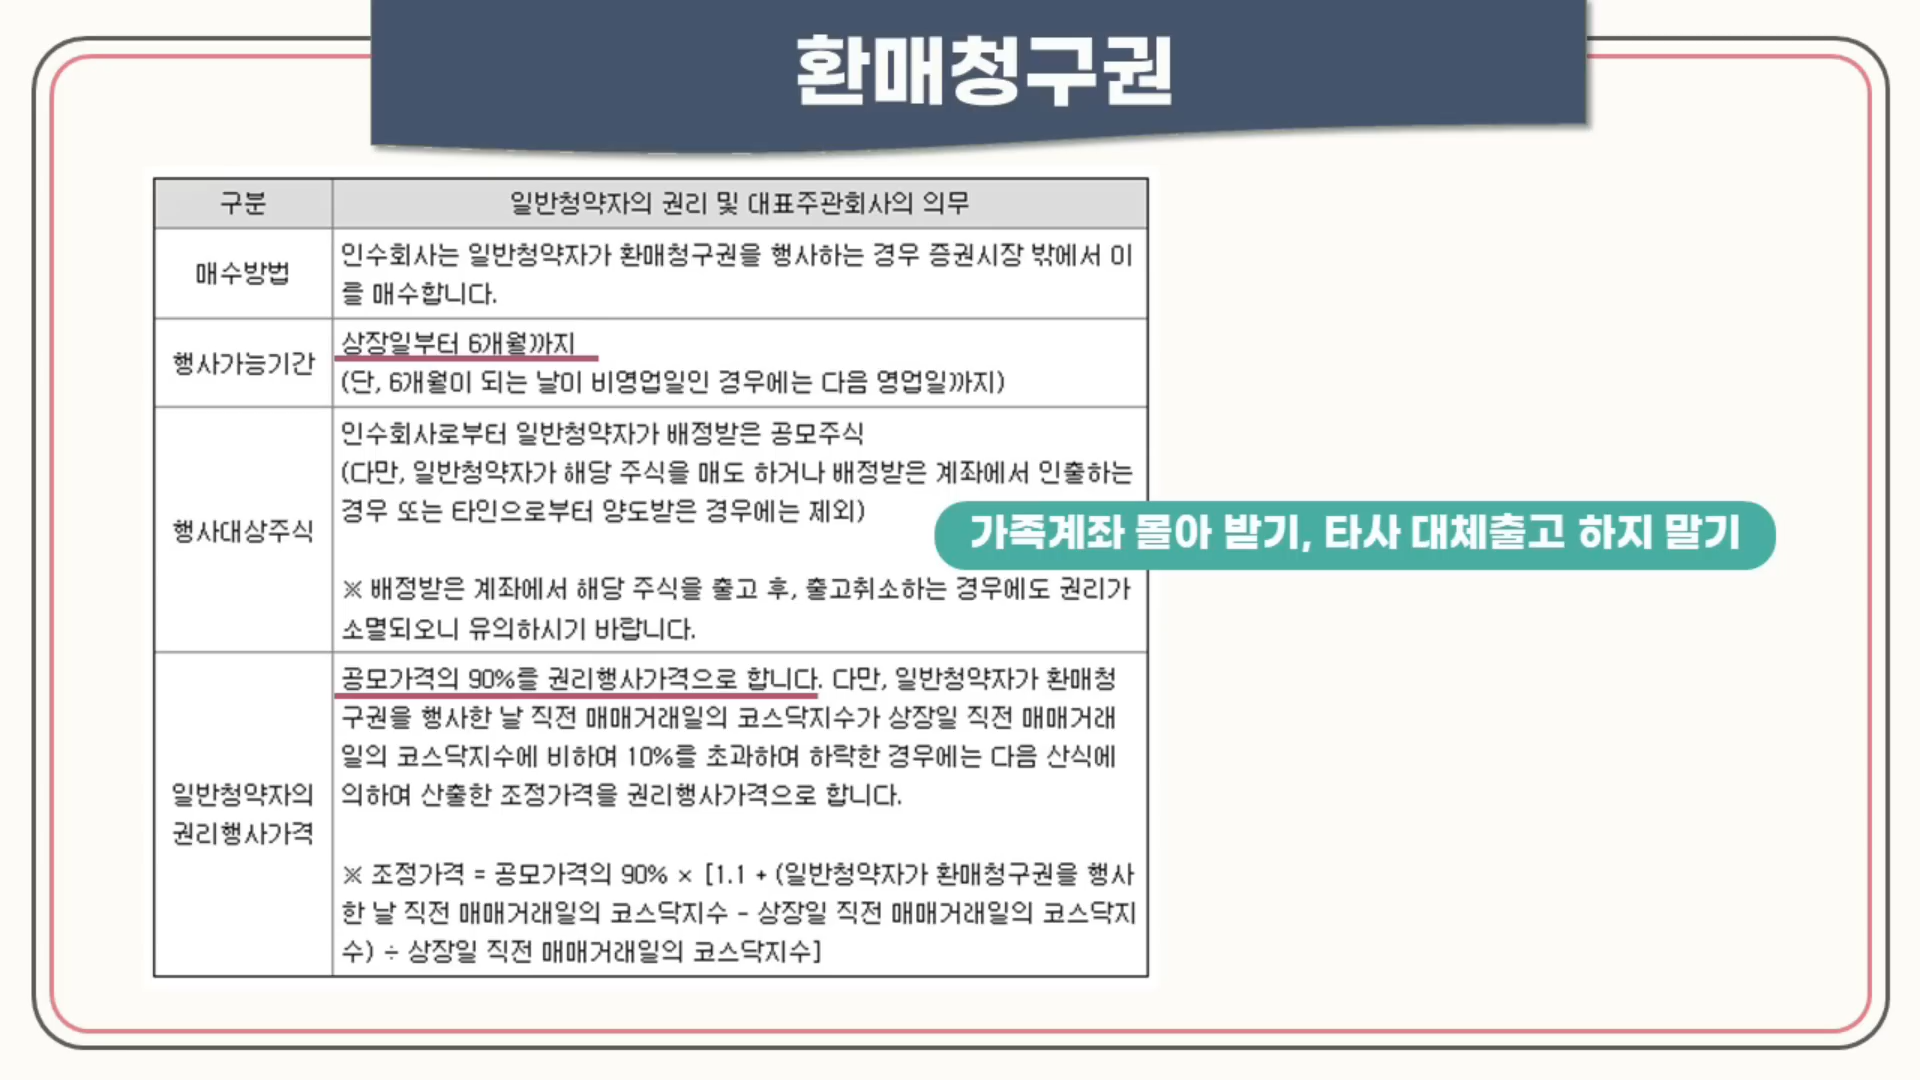 환매청구권
구분
일반청약자의 권리 및 대표주관회사의 의무
매수방법
인수회사는 일반청약자가 환매청구권을 행사하는 경우 증권시장 밖에서 이
를 매수합니다.
행사가능기간
상장일부터 6개월까지
(단, 6개월이 되는 날이 비영업일인 경우에는 다음 영업일까지)
행사대상주식
인수회사로부터 일반청약자가 배정받은 공모주식
(다만, 일반청약자가 해당 주식을 매도 하거나 배정받은 계좌에서 인출하는
경우 또는 타인으로부터 양도받은 경우에는 제외)
가족계좌 몰아 받기, 타사 대체출고 하지 말기
※ 배정받은 계좌에서 해당 주식을 출고 후, 출고취소하는 경우에도 권리가
소멸되오니 유의하시기 바랍니다.
일반청약자의
권리행사가격
공모가격의 90%를 권리행사가격으로 합니다. 다만, 일반청약자가 환매청
구권을 행사한 날 직전 매매거래일의 코스닥지수가 상장일 직전 매매거래
일의 코스닥지수에 비하여 10%를 초과하여 하락한 경우에는 다음 산식에
의하여 산출한 조정가격을 권리행사가격으로 합니다.
※ 조정가격 = 공모가격의 90% × [1.1 + (일반청약자가 환매청구권을 행사
한 날 직전 매매거래일의 코스닥지수 - 상장일 직전 매매거래일의 코스닥지
수) ÷ 상장일 직전 매매거래일의 코스닥지수]